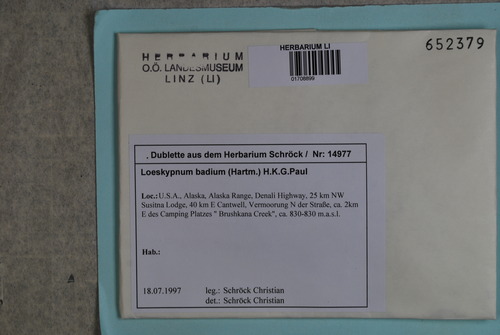 HERBARIUM
O.Ö. LANDESMUSEUM
LINZ (LI)
HERBARIUM LI
01708899
652379
. Dublette aus dem Herbarium Schröck / Nr: 14977
Loeskypnum badium (Hartm.) H.K.G.Paul
Loc.: U.S.A., Alaska, Alaska Range, Denali Highway, 25 km NW
Susitna Lodge, 40 km E Cantwell, Vermoorung N der Straße, ca. 2km
E des Camping Platzes " Brushkana Creek", ca. 830-830 m.a.s.l.
Hab.:
18.07.1997 leg.: Schröck Christian
det.: Schröck Christian